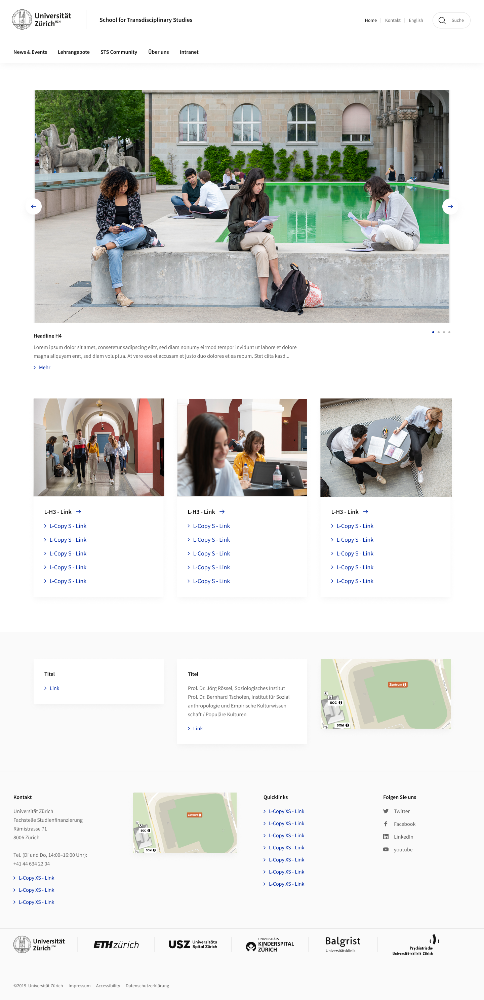 Universität
Zürich UZH
School for Transdisciplinary Studies
Home
Kontakt
English
Suche
News & Events
Lehrangebote
STS Community
Über uns
Intranet
Headline H4
Lorem ipsum dolor sit amet, consetetur sadipscing elitr, sed diam nonumy eirmod tempor invidunt ut labore et dolore
magna aliquyam erat, sed diam voluptua. At vero eos et accusam et justo duo dolores et ea rebum. Stet clita kasd...
Mehr
L-H3 - Link
L-Copy S - Link
L-Copy S - Link
L-Copy S - Link
L-Copy S - Link
L-Copy S - Link
L-H3 - Link
L-Copy S - Link
L-Copy S - Link
L-Copy S - Link
L-Copy S - Link
L-Copy S - Link
L-H3 - Link
L-Copy S - Link
L-Copy S - Link
L-Copy S - Link
L-Copy S - Link
L-Copy S - Link
Titel
Link
Titel
Prof. Dr. Jörg Rössel, Soziologisches Institut
Prof. Dr. Bernhard Tschofen, Institut für Sozial
anthropologie und Empirische Kulturwissen
schaft / Populäre Kulturen
Link
Zentrum
SOC
SOM
Kontakt
Universität Zürich
Fachstelle Studienfinanzierung
Rämistrasse 71
8006 Zürich
Tel. (Di und Do, 14:00–16:00 Uhr):
+41 44 634 22 04
L-Copy XS - Link
L-Copy XS - Link
L-Copy XS - Link
Zentrum
SOC
SOM
Quicklinks
L-Copy XS - Link
L-Copy XS - Link
L-Copy XS - Link
L-Copy XS - Link
L-Copy XS - Link
L-Copy XS - Link
L-Copy XS - Link
Folgen Sie uns
Twitter
Facebook
LinkedIn
youtube
Universität
Zürich UZH
ETH zürich
USZ Universitäts
Spital Zürich
UNIVERSITÄTS-
KINDERSPITAL
ZÜRICH
Balgrist
Universitätsklinik
Psychiatrische
Universitätsklinik Zürich
©2019 Universität Zürich
Impressum
Accessibility
Datenschutzerklärung